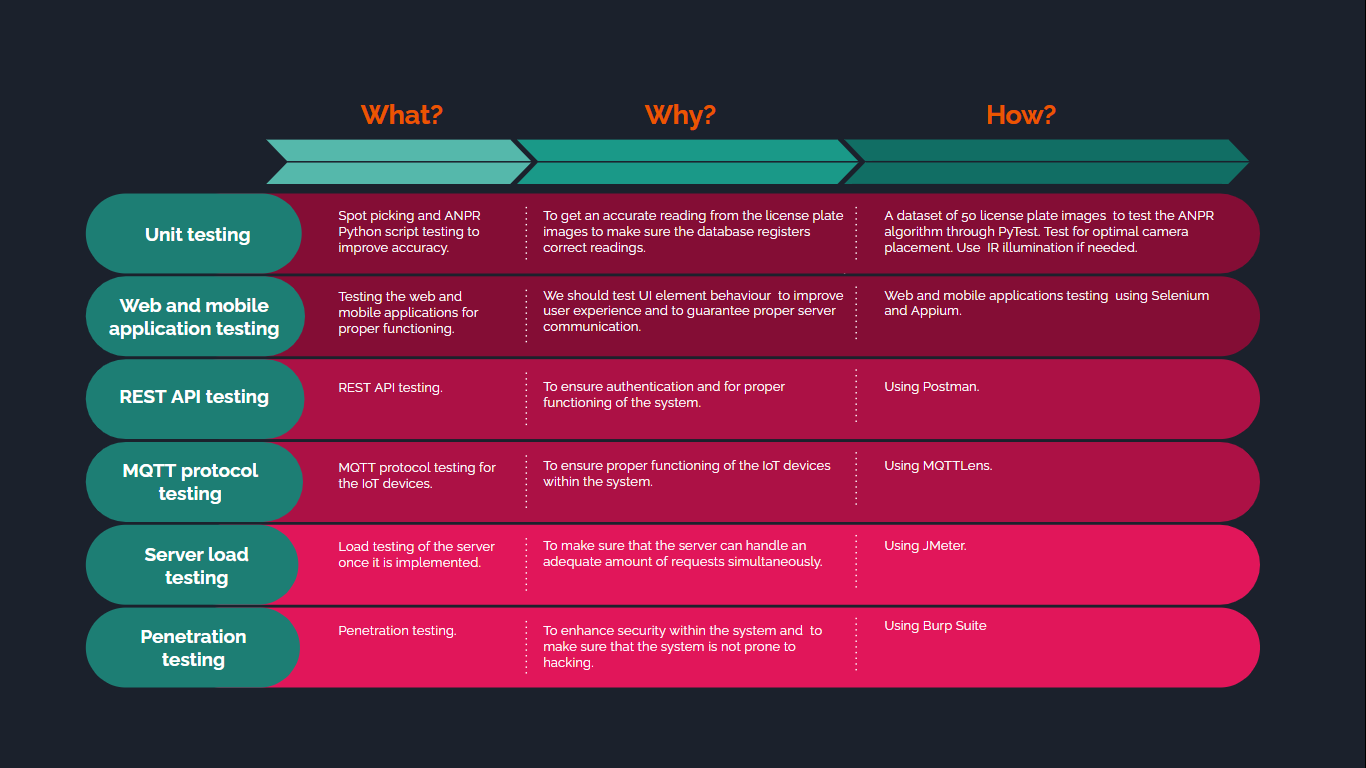 What?
Why?
How?
Unit testing
Spot picking and ANPR
Python script testing to
improve accuracy.
To get an accurate reading from the license plate
images to make sure the database registers
correct readings.
A dataset of 50 license plate images to test the ANPR
algorithm through PyTest. Test for optimal camera
placement. Use IR illumination if needed.
Web and mobile
application testing
Testing the web and
mobile applications for
proper functioning.
We should test UI element behaviour to improve
user experience and to guarantee proper server
communication.
Web and mobile applications testing using Selenium
and Appium.
REST API testing
REST API testing.
To ensure authentication and for proper
functioning of the system.
Using Postman.
MQTT protocol
testing
MQTT protocol testing for
the IoT devices.
To ensure proper functioning of the IoT devices
within the system.
Using MQTTLens.
Server load
testing
Load testing of the server
once it is implemented.
To make sure that the server can handle an
adequate amount of requests simultaneously.
Using JMeter.
Penetration
testing
Penetration testing.
To enhance security within the system and to
make sure that the system is not prone to
hacking.
Using Burp Suite